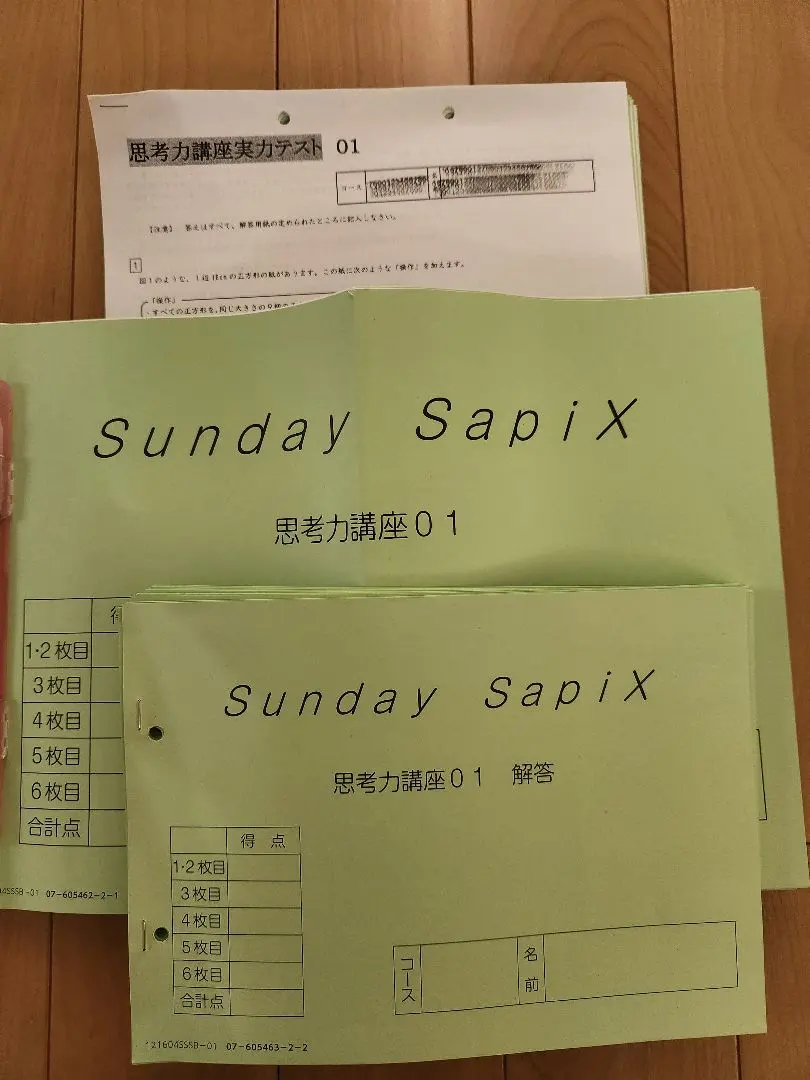 思考力講座実力テスト 01
コース 名
【注意】 答えはすべて、解答用紙の定められたところに記入しなさい。
1
図1のような、1辺18cmの正方形の紙があります。この紙に次のような『操作』を加えます。
『操作』
・すべての正方形を、同じ大きさの
Sunday SapiX
思考力講座01
1・2枚目
3枚目
4枚目
5枚目
6枚目
合計点
07-605462-2-1
Sunday SapiX
思考力講座01 解答
得点
1・2枚目
3枚目
4枚目
5枚目
6枚目
合計点
コース 名前
121604SSSB-01 07-605463-2-2